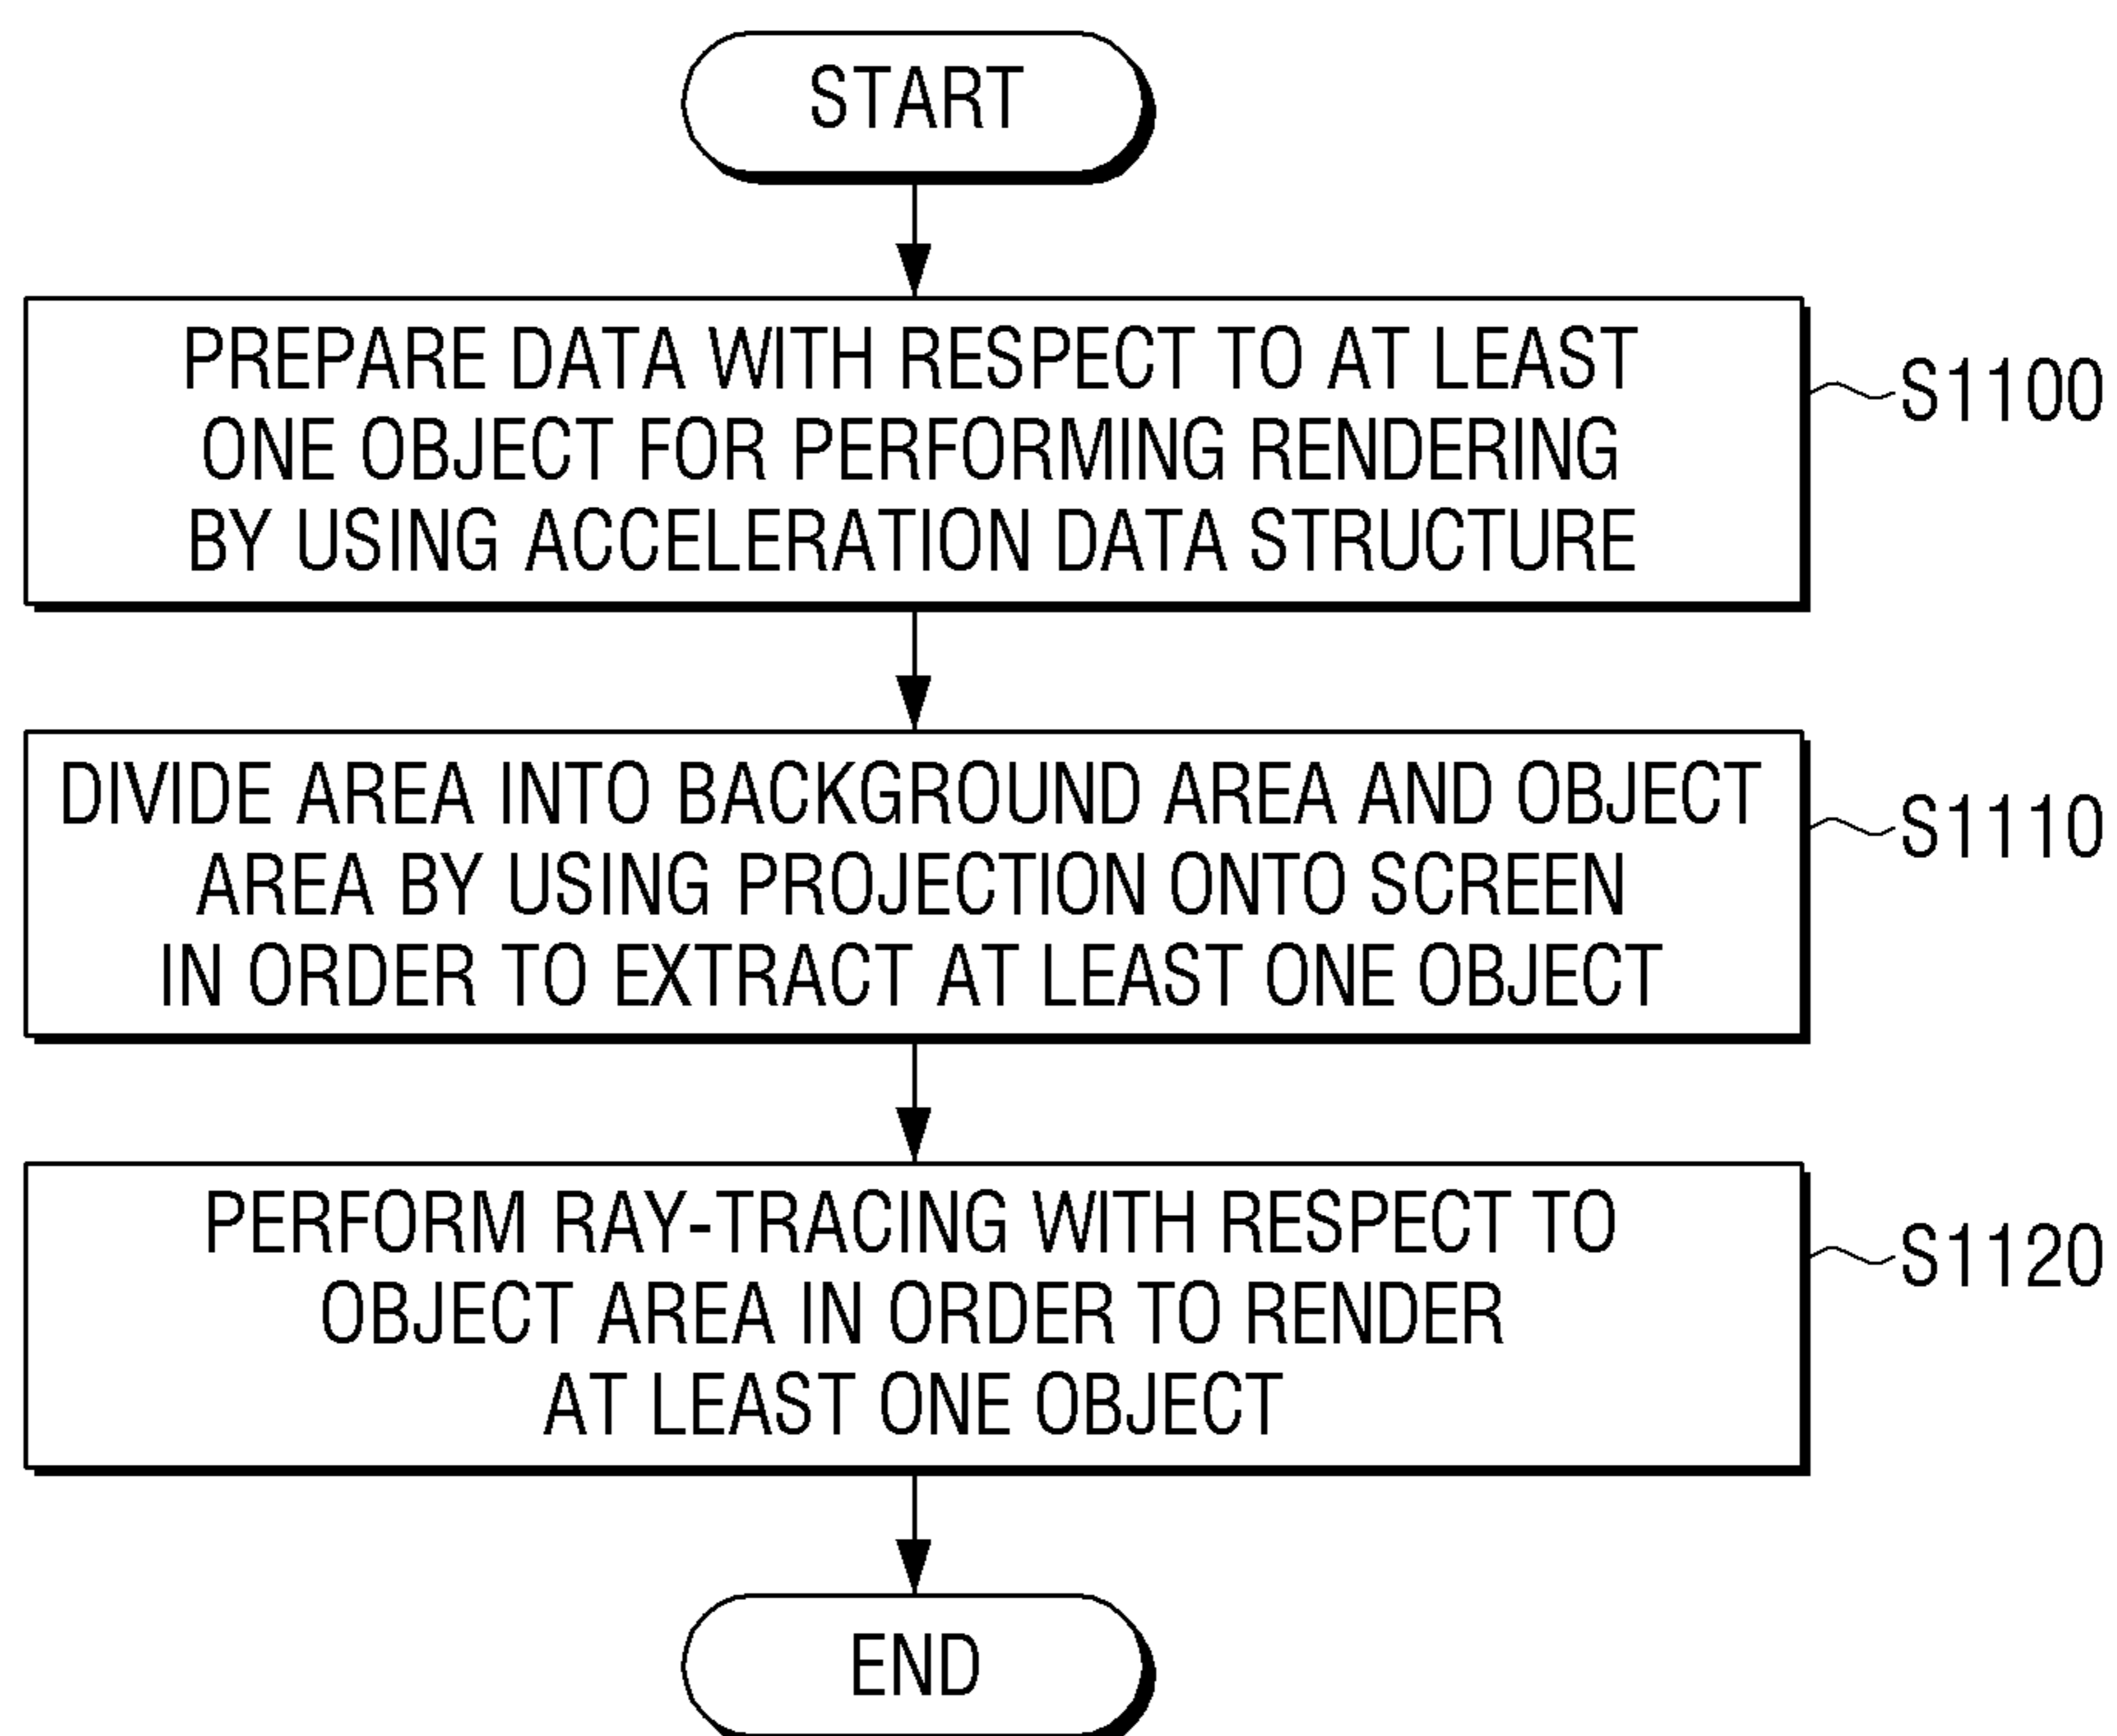 START
PREPARE DATA WITH RESPECT TO AT LEAST
ONE OBJECT FOR PERFORMING RENDERING
BY USING ACCELERATION DATA STRUCTURE
S1100
DIVIDE AREA INTO BACKGROUND AREA AND OBJECT
AREA BY USING PROJECTION ONTO SCREEN
IN ORDER TO EXTRACT AT LEAST ONE OBJECT
S1110
PERFORM RAY-TRACING WITH RESPECT TO
OBJECT AREA IN ORDER TO RENDER
AT LEAST ONE OBJECT
S1120
END